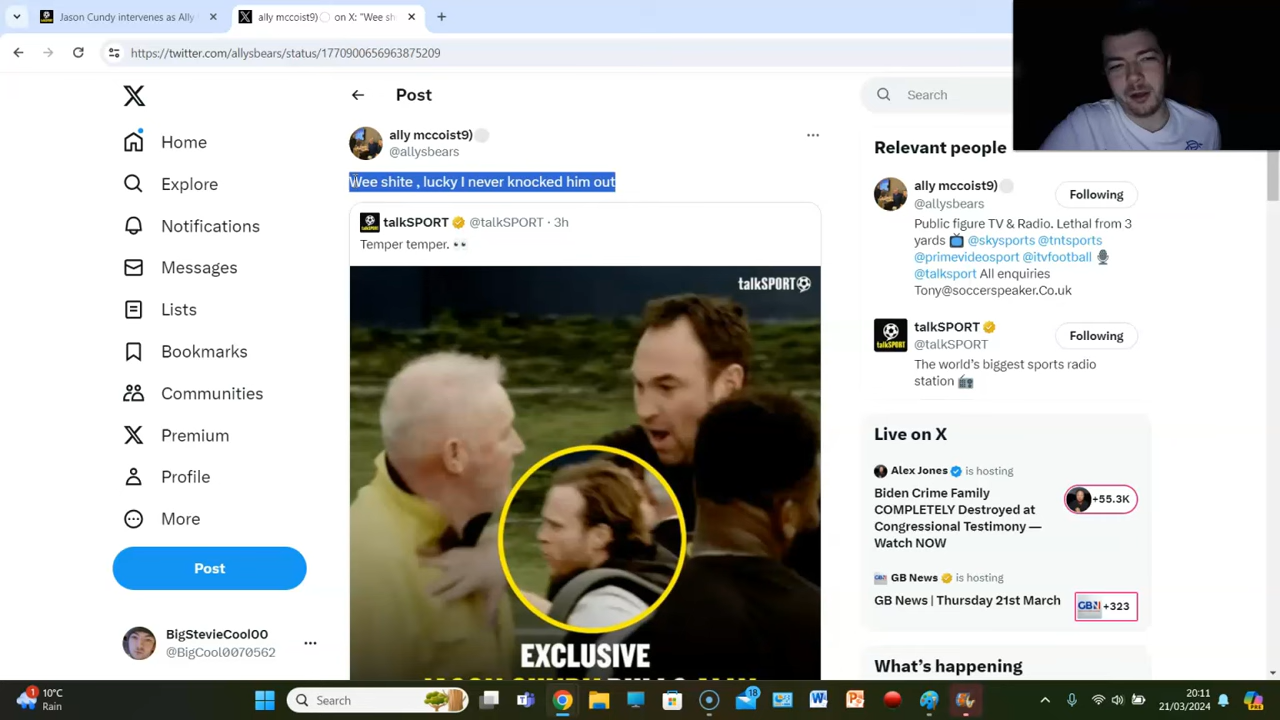 Jason Cundy intervenes as Ally
ally mccoist9) on X: "Wee sh
https://twitter.com/allysbears/status/1770900656963875209
Home
Explore
Notifications
Messages
Lists
Bookmarks
Communities
Premium
Profile
More
Post
BigStevieCool00
@BigCool0070562
Post
ally mccoist9)
@allysbears
Wee shite , lucky I never knocked him out
talkSPORT @talkSPORT · 3h
Temper temper. 👀
talkSPORT
EXCLUSIVE
Search
Relevant people
ally mccoist9)
@allysbears
Following
Public figure TV & Radio. Lethal from 3
yards 📺 @skysports @tntsports
@primevideosport @itvfootball 🎙
@talksport All enquiries
Tony@soccerspeaker.Co.uk
talkSPORT
@talkSPORT
Following
The world's biggest sports radio
station 📻
Live on X
Alex Jones is hosting
Biden Crime Family
COMPLETELY Destroyed at
Congressional Testimony —
Watch NOW
+55.3K
GB News is hosting
GB News | Thursday 21st March
GBN +323
What's happening
1
10°C
Rain
Search
18
20:11
21/03/2024